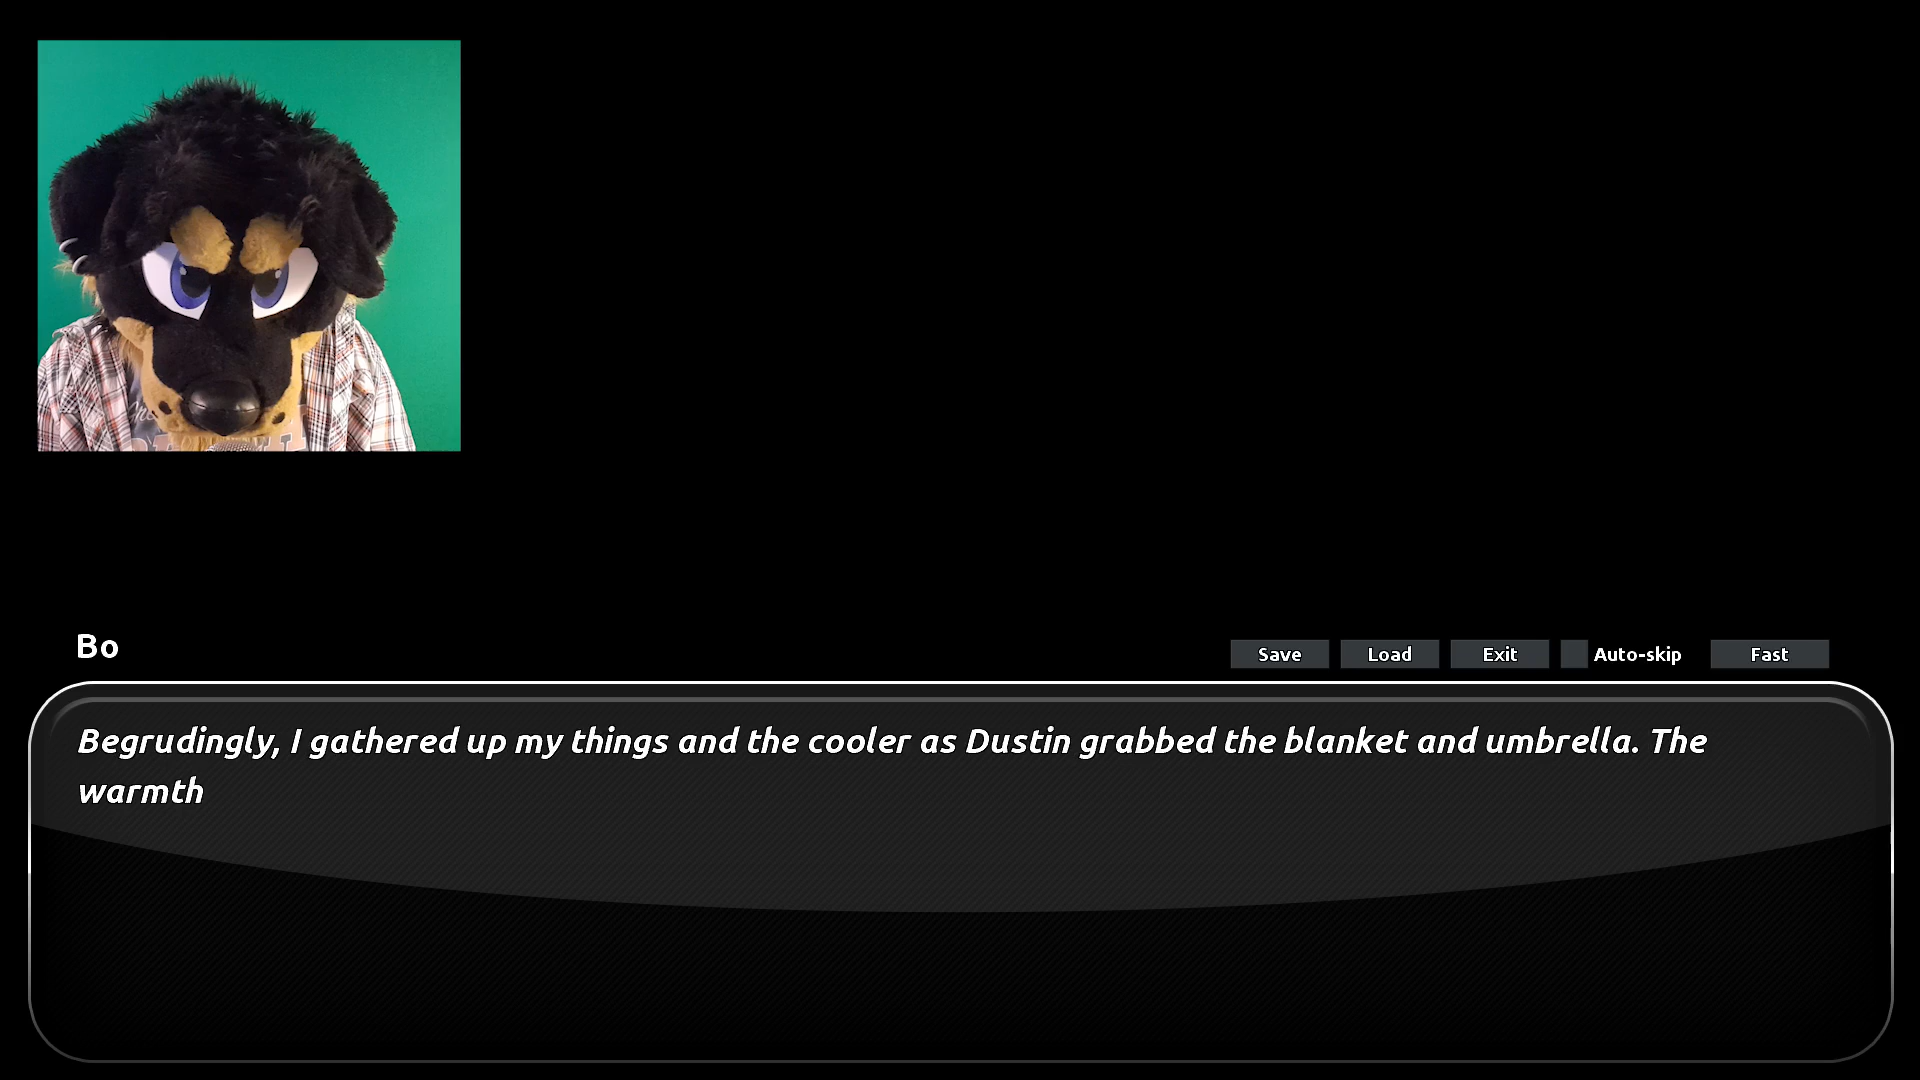 Bo
Save
Load
Exit
Auto-skip
Fast
Begrudingly, I gathered up my things and the cooler as Dustin grabbed the blanket and umbrella. The
warmth